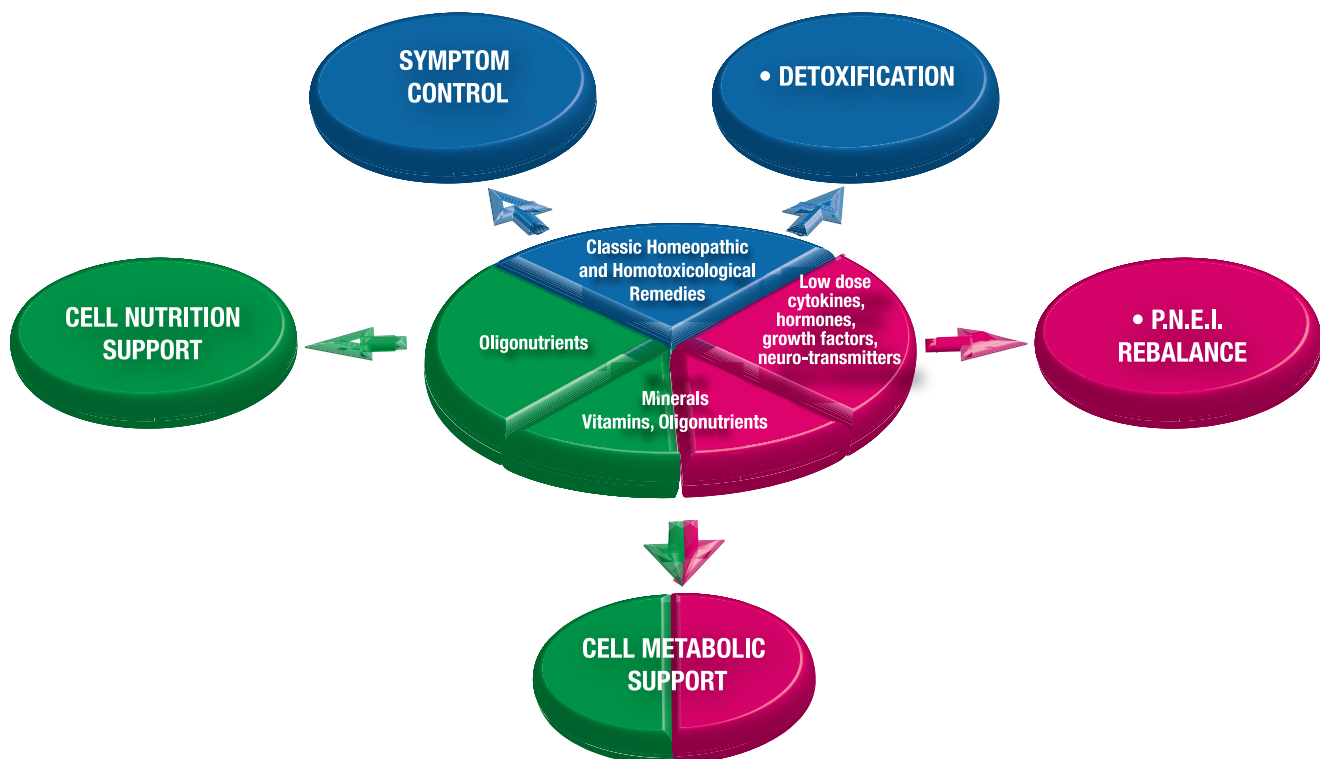 SYMPTOM
CONTROL
• DETOXIFICATION
Classic Homeopathic
and Homotoxicological
Remedies
Low dose
cytokines,
hormones,
growth factors,
neuro-transmitters
CELL NUTRITION
SUPPORT
Oligonutrients
• P.N.E.I.
REBALANCE
Minerals
Vitamins, Oligonutrients
CELL METABOLIC
SUPPORT